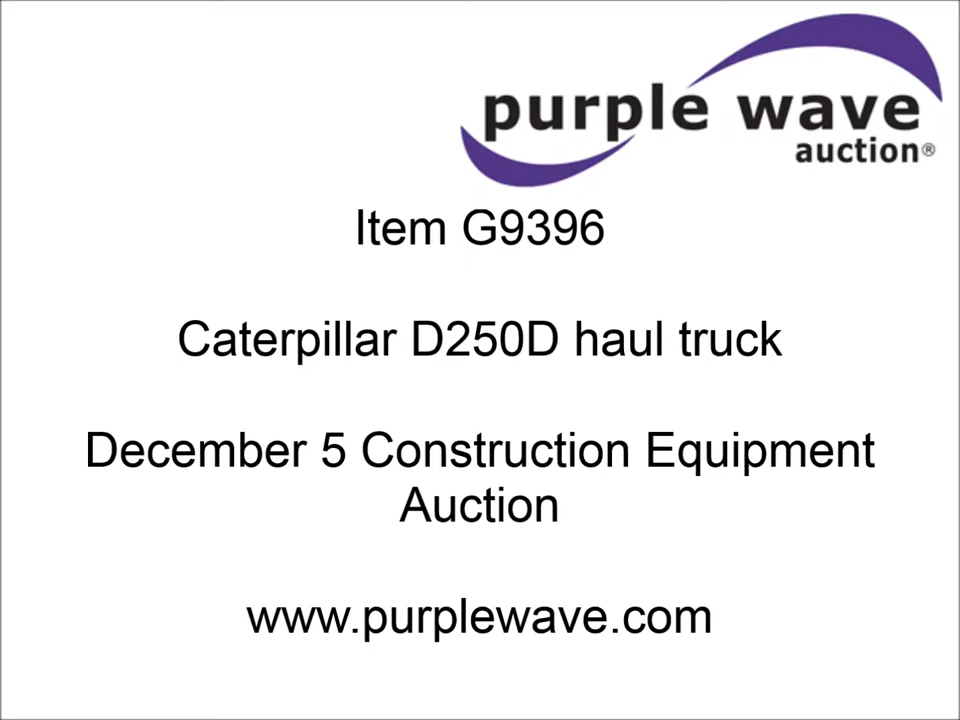 purple wave
auction®
Item G9396
Caterpillar D250D haul truck
December 5 Construction Equipment
Auction
www.purplewave.com